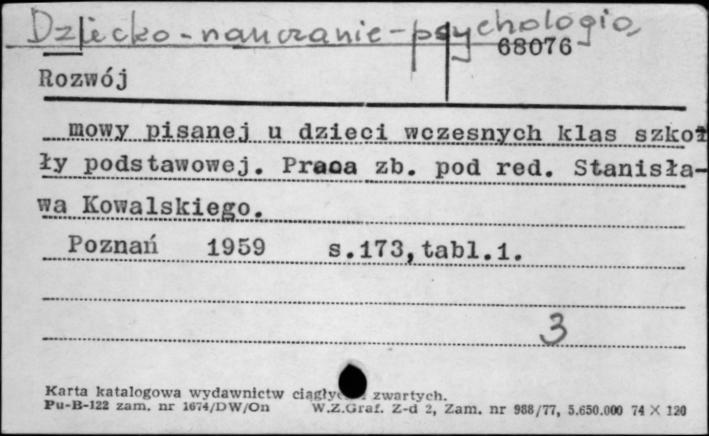 Dziecko - nauczanie - psychologia
68076
Rozwój
mowy pisanej u dzieci wczesnych klas szkoł
ły podstawowej. Praca zb. pod red. Stanisła-
wa Kowalskiego.
Poznań 1959 s.173,tabl.1.
3
Karta katalogowa wydawnictw zwartych.
Pu-B-122 zam. nr 1674/DW/On W.Z.Graf. Z-d 2, Zam. nr 988/77, 5.650.000 74 X 120